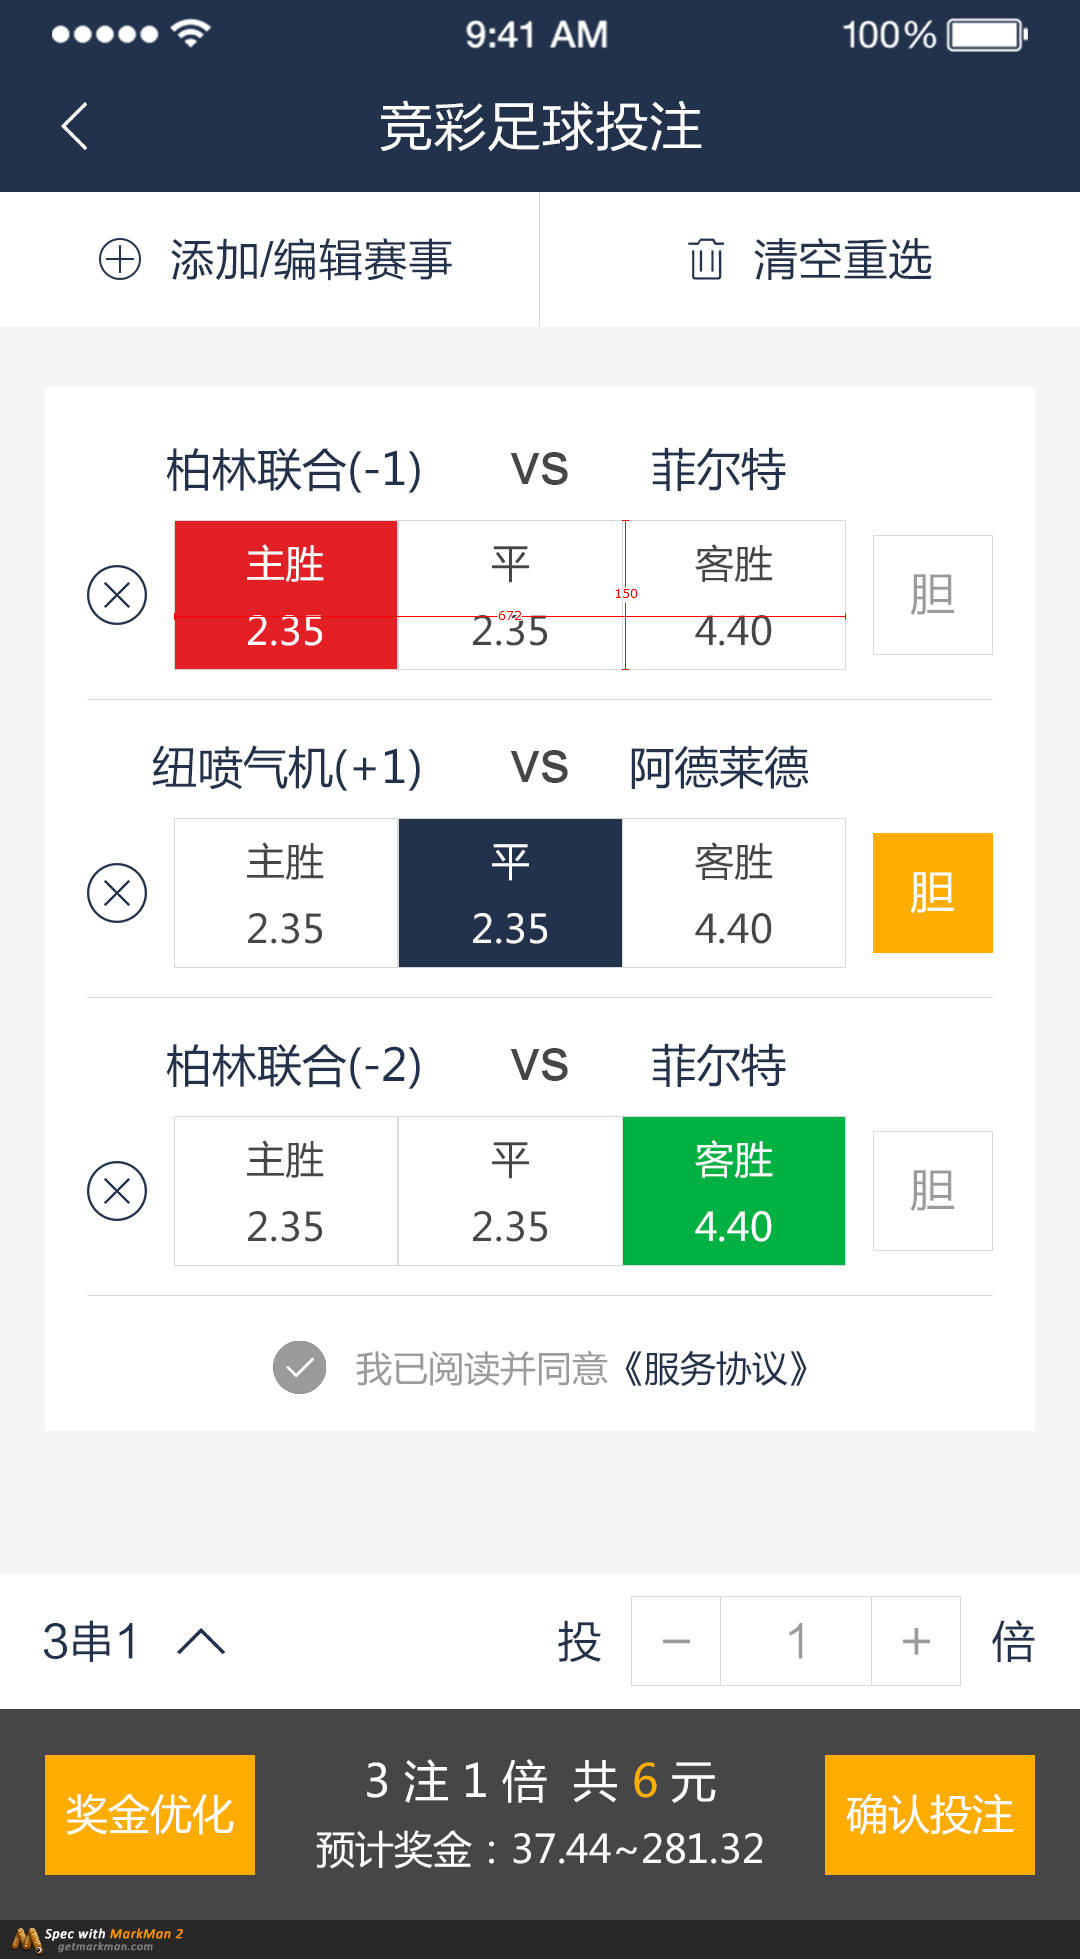 9:41 AM 100%
竞彩足球投注
添加/编辑赛事 清空重选
柏林联合(-1) VS 菲尔特
主胜 平 客胜 胆
150
672
2.35 2.35 4.40
纽喷气机(+1) VS 阿德莱德
主胜 平 客胜 胆
2.35 2.35 4.40
柏林联合(-2) VS 菲尔特
主胜 平 客胜 胆
2.35 2.35 4.40
我已阅读并同意《服务协议》
3串1 投 − 1 + 倍
3 注 1 倍 共 6 元
奖金优化 确认投注
预计奖金：37.44~281.32
Spec with MarkMan 2
getmarkman.com